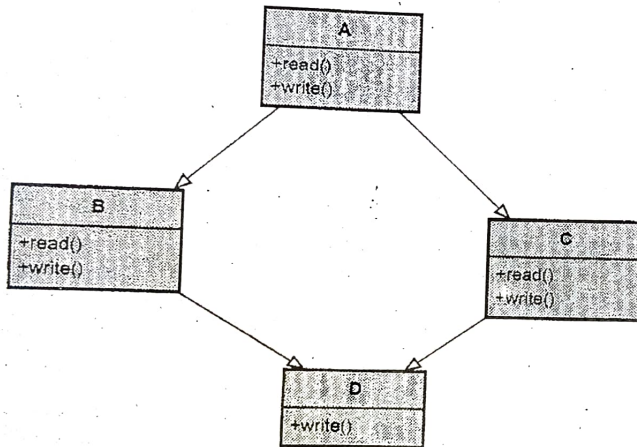 A
+read()
+write()
B
+read()
+write()
C
+read()
+write()
D
+write()